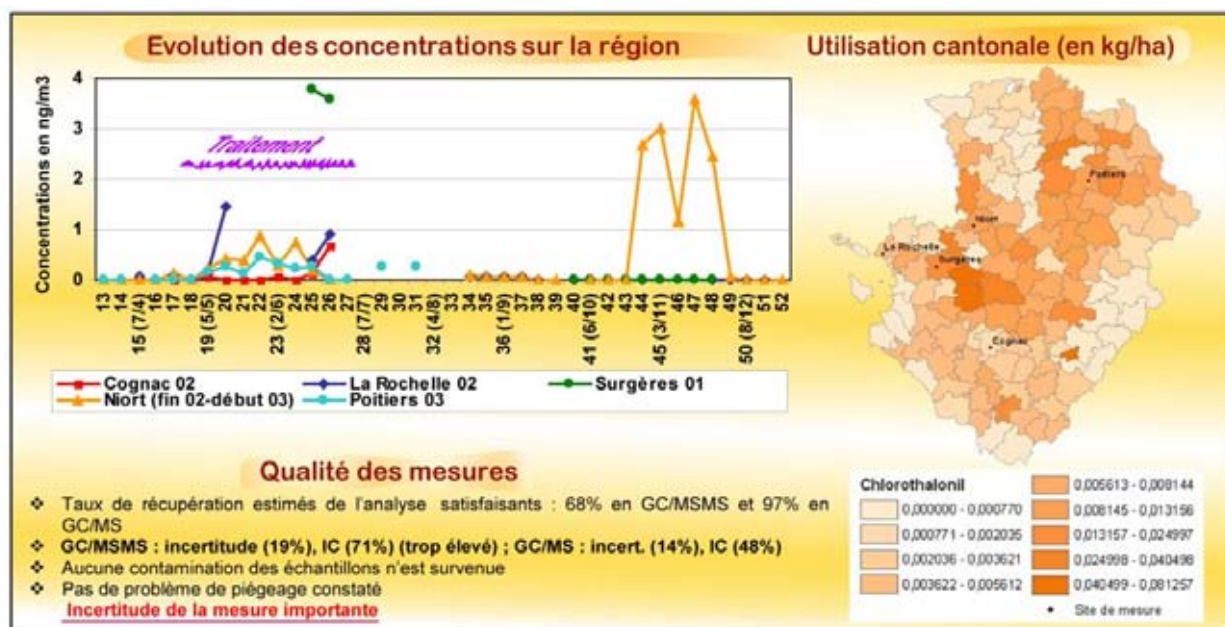 Evolution des concentrations sur la région
Utilisation cantonale (en kg/ha)
Concentrations en ng/m3
4
3
2
1
0
Traitement
13
14
15 (7/4)
16
17
18
19 (5/5)
20
21
22
23 (2/6)
24
25
26
27
28 (7/7)
29
30
31
32 (4/8)
33
34
35
36 (1/9)
37
38
39
40
41 (6/10)
42
43
44
45 (3/11)
46
47
48
49
50 (8/12)
51
52
Cognac 02
La Rochelle 02
Surgères 01
Niort (fin 02-début 03)
Poitiers 03
Poitiers
Niort
La Rochelle
Surgères
Cognac
Qualité des mesures
❖ Taux de récupération estimés de l'analyse satisfaisants : 68% en GC/MSMS et 97% en
GC/MS
❖ GC/MSMS : incertitude (19%), IC (71%) (trop élevé) ; GC/MS : incert. (14%), IC (48%)
❖ Aucune contamination des échantillons n'est survenue
❖ Pas de problème de piégeage constaté
Incertitude de la mesure importante
Chlorothalonil
0,000000 - 0,000770
0,000771 - 0,002035
0,002036 - 0,003621
0,003622 - 0,005612
0,005613 - 0,008144
0,008145 - 0,013156
0,013157 - 0,024997
0,024998 - 0,040498
0,040499 - 0,081257
Site de mesure